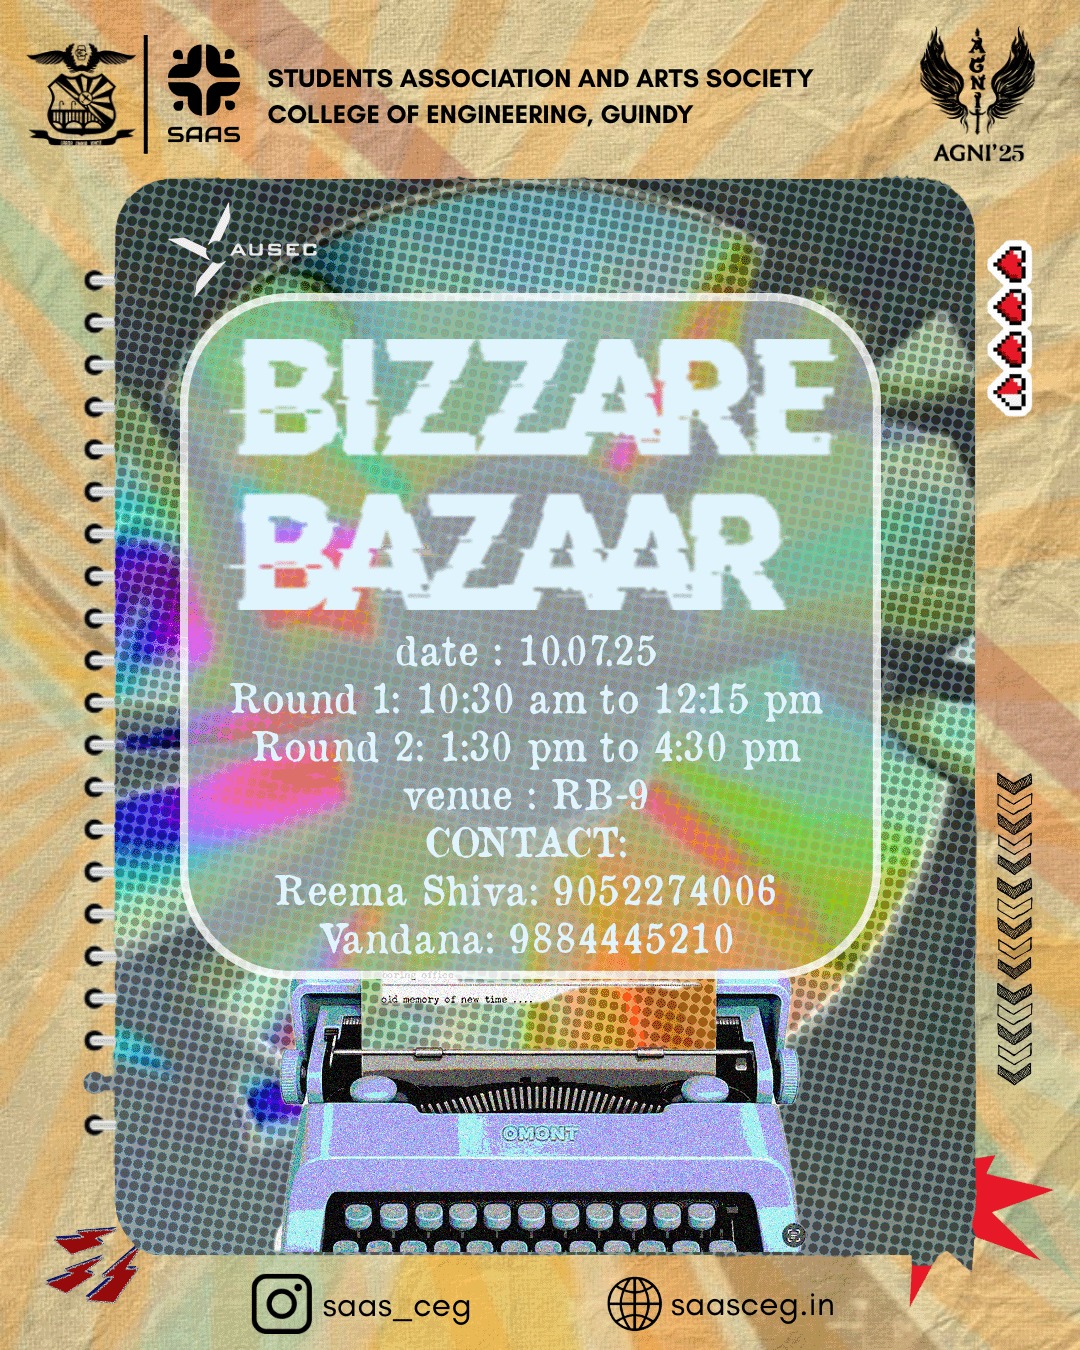 SAAS
STUDENTS ASSOCIATION AND ARTS SOCIETY
COLLEGE OF ENGINEERING, GUINDY
AGNI
AGNI'25
AUSEC
BIZZARE
BAZAAR
date : 10.07.25
Round 1: 10:30 am to 12:15 pm
Round 2: 1:30 pm to 4:30 pm
venue : RB-9
CONTACT:
Reema Shiva: 9052274006
Vandana: 9884445210
ooring office
old memory of new time ....
OMONT
saas_ceg
saasceg.in